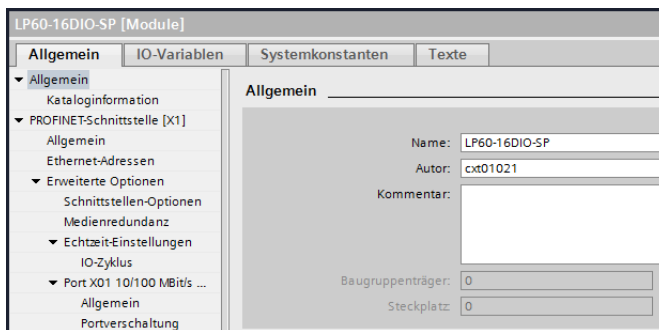 LP60-16DIO-SP [Module]
Allgemein
IO-Variablen
Systemkonstanten
Texte
Allgemein
Kataloginformation
PROFINET-Schnittstelle [X1]
Allgemein
Ethernet-Adressen
Erweiterte Optionen
Schnittstellen-Optionen
Medienredundanz
Echtzeit-Einstellungen
IO-Zyklus
Port X01 10/100 MBit/s ...
Allgemein
Portverschaltung
Allgemein
Name: LP60-16DIO-SP
Autor: cxt01021
Kommentar:
Baugruppenträger: 0
Steckplatz: 0